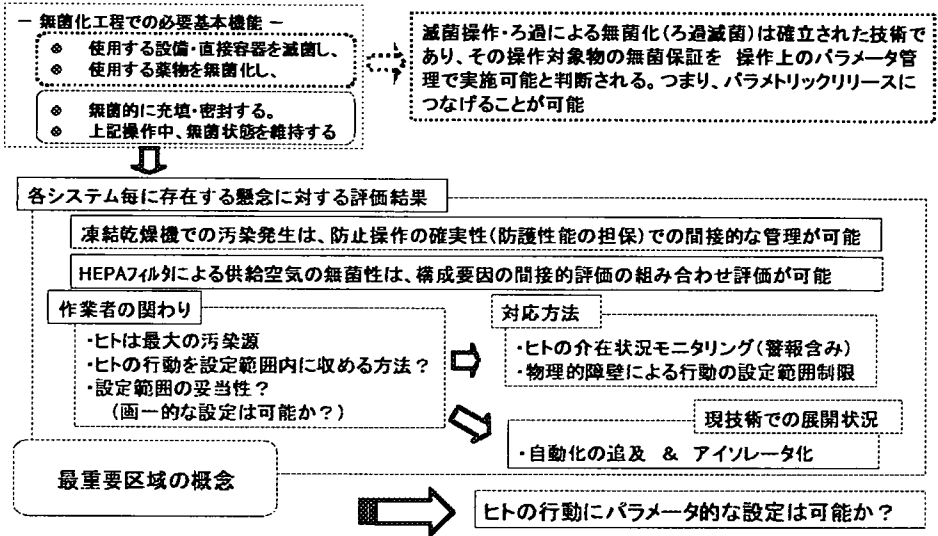 － 無菌化工程での必要基本機能 －
⊗ 使用する設備・直接容器を滅菌し、
⊗ 使用する薬物を無菌化し、
⊗ 無菌的に充填・密封する。
⊗ 上記操作中、無菌状態を維持する
滅菌操作・ろ過による無菌化(ろ過滅菌)は確立された技術で
あり、その操作対象物の無菌保証を 操作上のパラメータ管
理で実施可能と判断される。つまり、パラメトリックリリースに
つなげることが可能
各システム毎に存在する懸念に対する評価結果
凍結乾燥機での汚染発生は、防止操作の確実性(防護性能の担保)での間接的な管理が可能
HEPAフィルタによる供給空気の無菌性は、構成要因の間接的評価の組み合わせ評価が可能
作業者の関わり
・ヒトは最大の汚染源
・ヒトの行動を設定範囲内に収める方法？
・設定範囲の妥当性？
(画一的な設定は可能か？)
対応方法
・ヒトの介在状況モニタリング(警報含み)
・物理的障壁による行動の設定範囲制限
現技術での展開状況
・自動化の追及 ＆ アイソレータ化
最重要区域の概念
ヒトの行動にパラメータ的な設定は可能か？